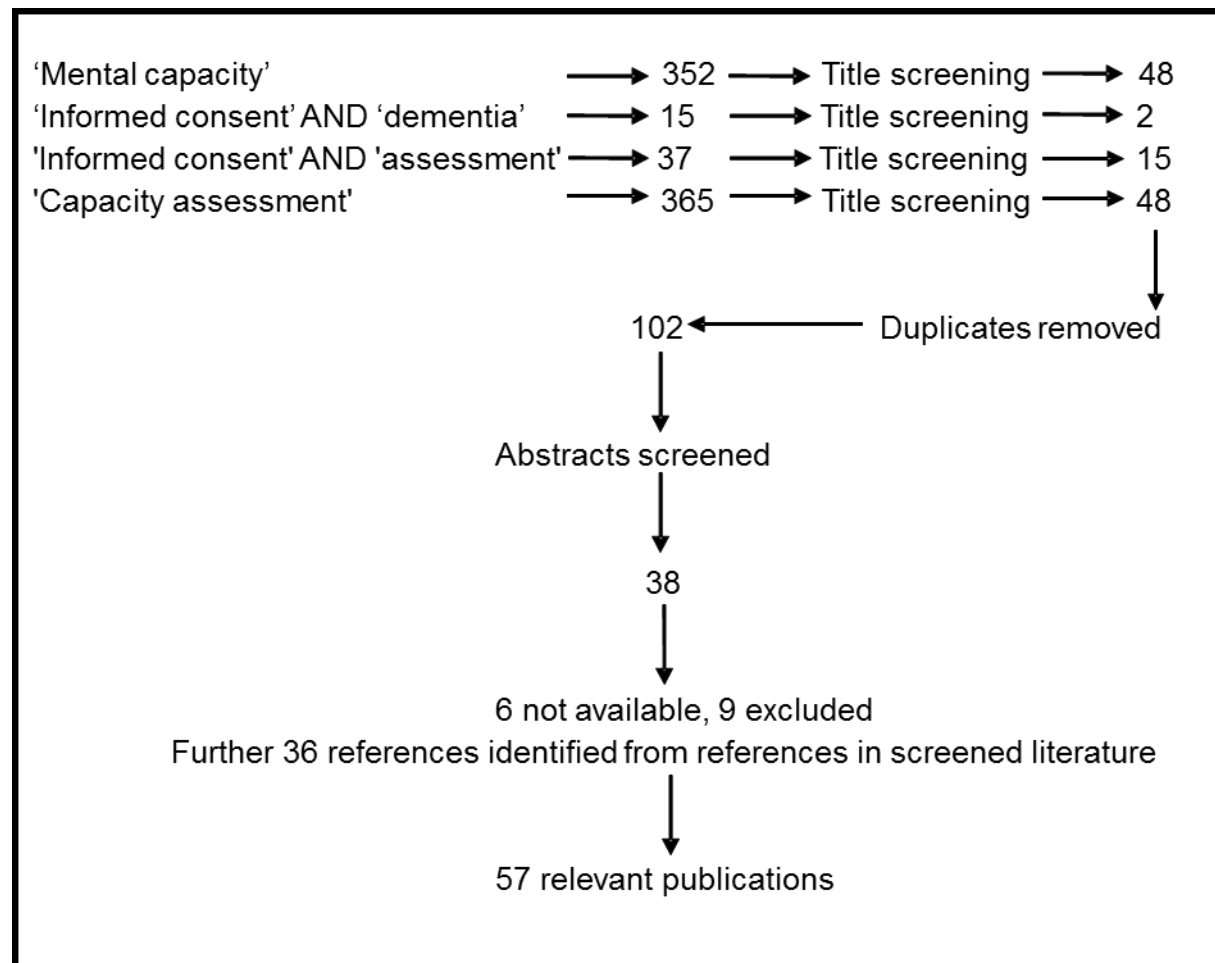 ‘Mental capacity’ 352 Title screening 48
‘Informed consent’ AND ‘dementia’ 15 Title screening 2
'Informed consent' AND 'assessment' 37 Title screening 15
'Capacity assessment' 365 Title screening 48
102 Duplicates removed
Abstracts screened
38
6 not available, 9 excluded
Further 36 references identified from references in screened literature
57 relevant publications